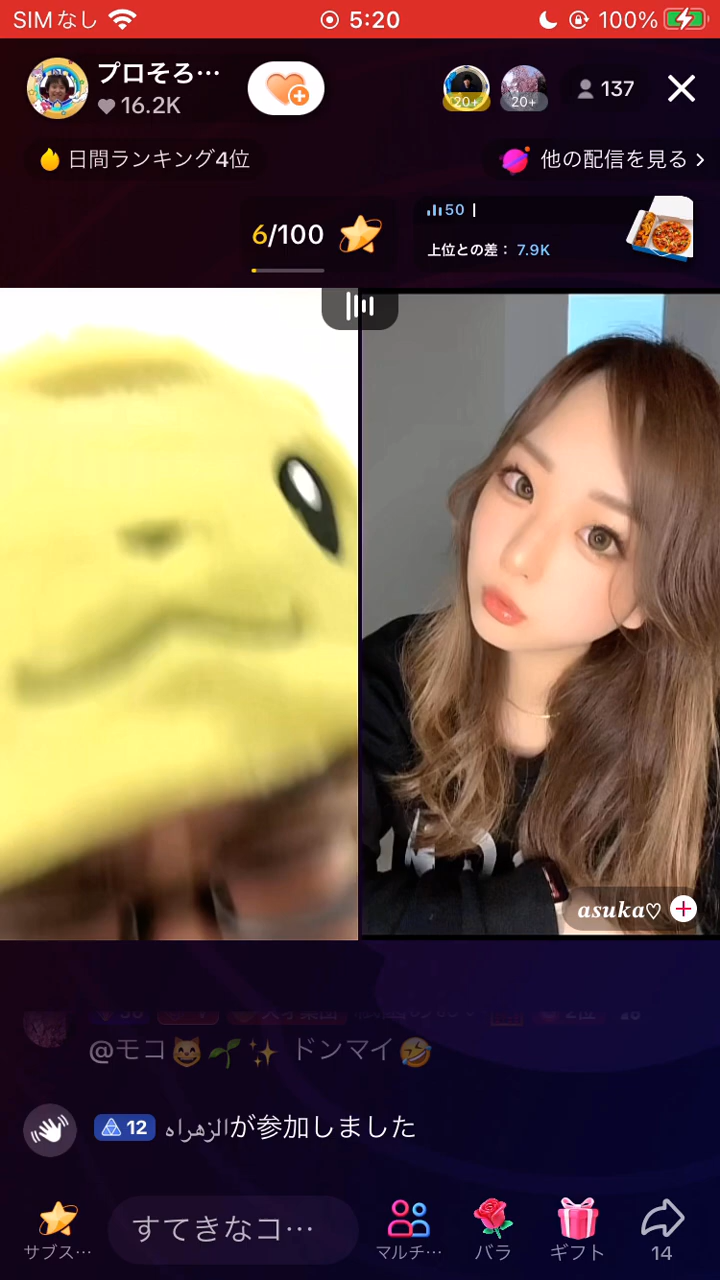 SIMなし 5:20 100%
プロそろ…
16.2K
20+ 20+ 137
日間ランキング4位
他の配信を見る
6/100
50
上位との差： 7.9K
asuka♡
@モコ😸🌱✨ ドンマイ🤣
12 الزهراءがが参加しました
すてきなコ…
サブス… マルチ… バラ ギフト 14